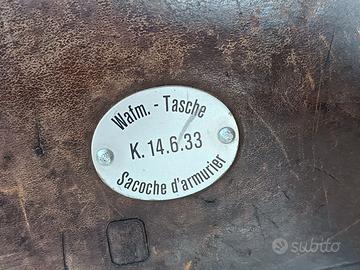 Wafm. - Tasche
K. 14.6.33
Sacoche d'armurier
subito